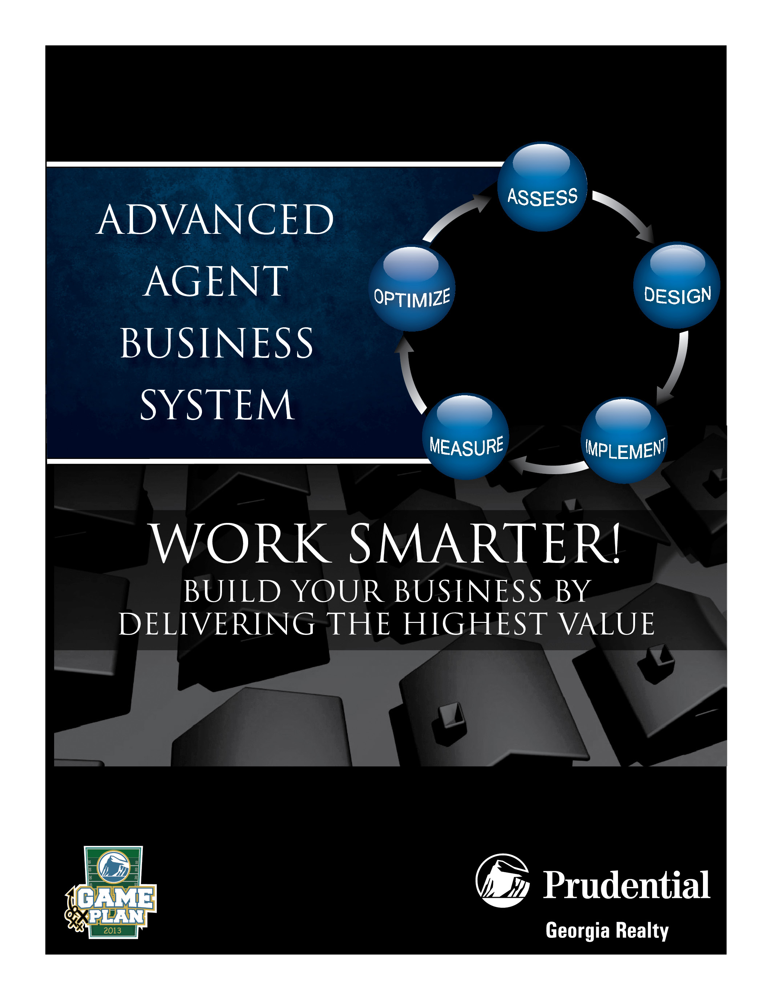 ADVANCED
AGENT
BUSINESS
SYSTEM
ASSESS
DESIGN
IMPLEMENT
MEASURE
OPTIMIZE
WORK SMARTER!
BUILD YOUR BUSINESS BY
DELIVERING THE HIGHEST VALUE
GAME
PLAN
2013
Prudential
Georgia Realty